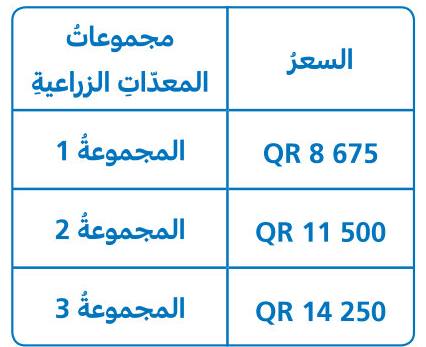 مجموعاتُ
المعدّاتِ الزراعيةِ
السعرُ
المجموعةُ 1
QR 8 675
المجموعةُ 2
QR 11 500
المجموعةُ 3
QR 14 250